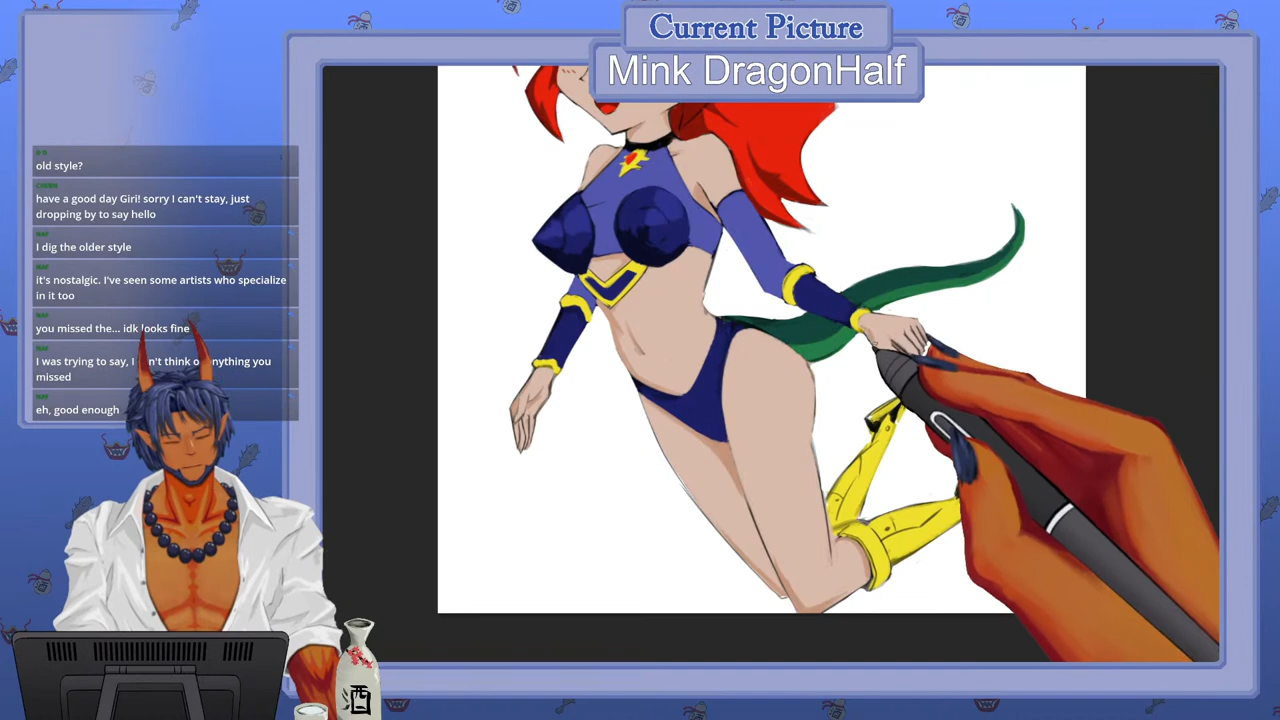 Current Picture
Mink DragonHalf
old style?
have a good day Giri! sorry I can't stay, just
dropping by to say hello
I dig the older style
it's nostalgic. I've seen some artists who specialize
in it too
you missed the... idk looks fine
I was trying to say, I n't think o nything you
missed
eh, good enough
酒